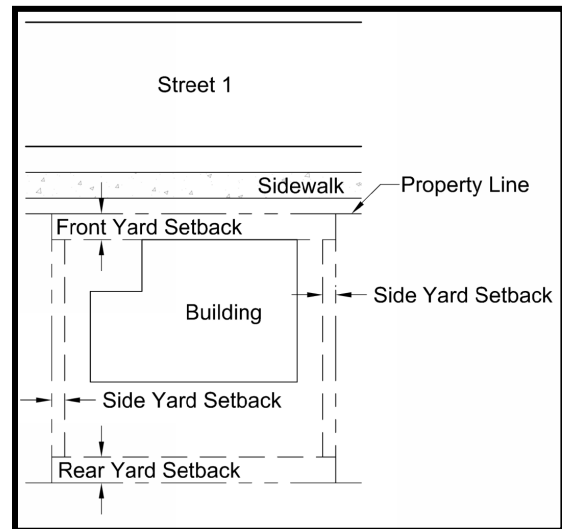 Street 1
Sidewalk
Property Line
Front Yard Setback
Side Yard Setback
Building
Side Yard Setback
Rear Yard Setback